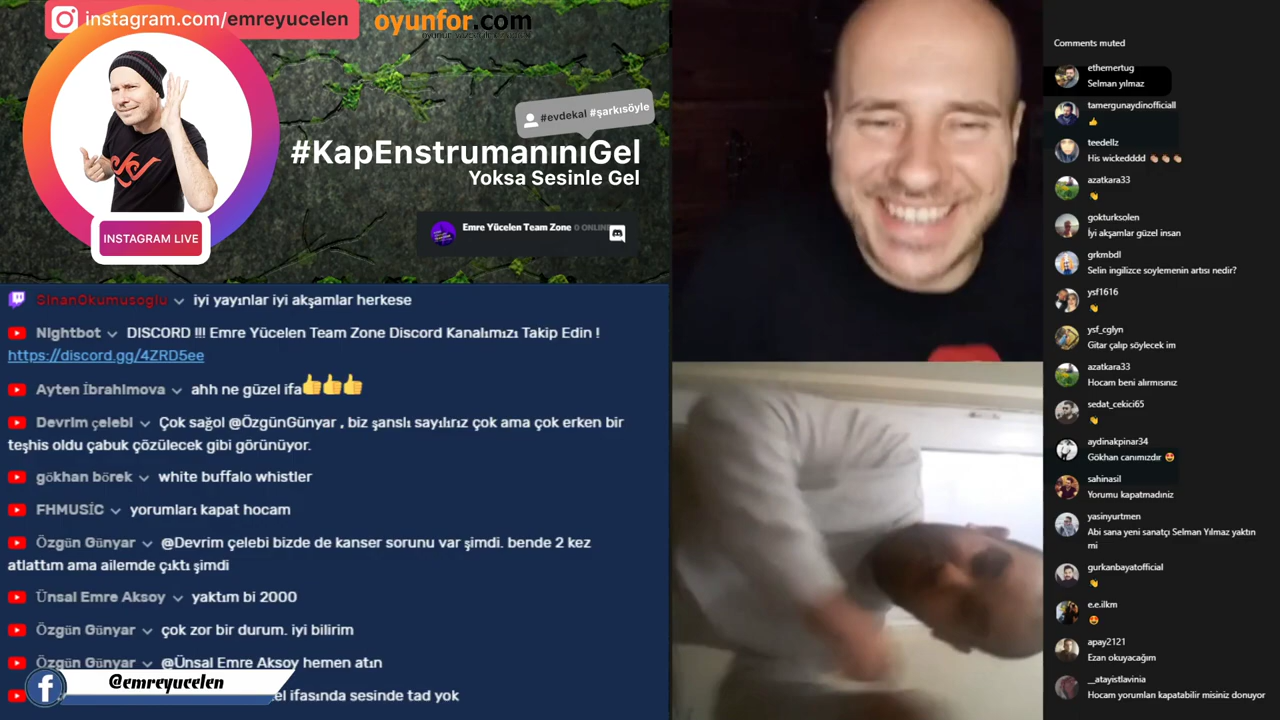 instagram.com/emreyucelen
oyunfor.com
#evdekal #şarkısöyle
#KapEnstrumanınıGel
Yoksa Sesinle Gel
INSTAGRAM LIVE
Emre Yücelen Team Zone 0 ONLINE
SinanOkumusoglu iyi yayınlar iyi akşamlar herkese
Nightbot DISCORD !!! Emre Yücelen Team Zone Discord Kanalımızı Takip Edin !
https://discord.gg/4ZRD5ee
Ayten İbrahimova ahh ne güzel ifa👍👍👍
Devrim çelebi Çok sağol @ÖzgünGünyar , biz şanslı sayılırız çok ama çok erken bir
teşhis oldu çabuk çözülecek gibi görünüyor.
gökhan börek white buffalo whistler
FHMUSİC yorumları kapat hocam
Özgün Günyar @Devrim çelebi bizde de kanser sorunu var şimdi. bende 2 kez
atlattım ama ailemde çıktı şimdi
Ünsal Emre Aksoy yaktım bi 2000
Özgün Günyar çok zor bir durum. iyi bilirim
Özgün Günyar @Ünsal Emre Aksoy hemen atın
ifasında sesinde tad yok
@emreyucelen
Comments muted
ethemertug
Selman yılmaz
tamergunaydinofficiall
👍
teedellz
His wickedddd 👏🏽👏🏽👏🏽
azatkara33
👏
gokturksolen
İyi akşamlar güzel insan
grkmbdl
Selin ingilizce soylemenin artısı nedir?
ysf1616
👏
ysf_cglyn
Gitar çalıp söylecek im
azatkara33
Hocam beni alırmısınız
sedat_cekici65
👏
aydinakpinar34
Gökhan canımızdır 😍
sahinasil
Yorumu kapatmadınız
yasinyurtmen
Abi sana yeni sanatçı Selman Yılmaz yaktın
mi
gurkanbayatofficial
👏
e.e.ilkm
😍
apay2121
Ezan okuyacağım
__atayistlavinia
Hocam yorumları kapatabilir misiniz donuyor